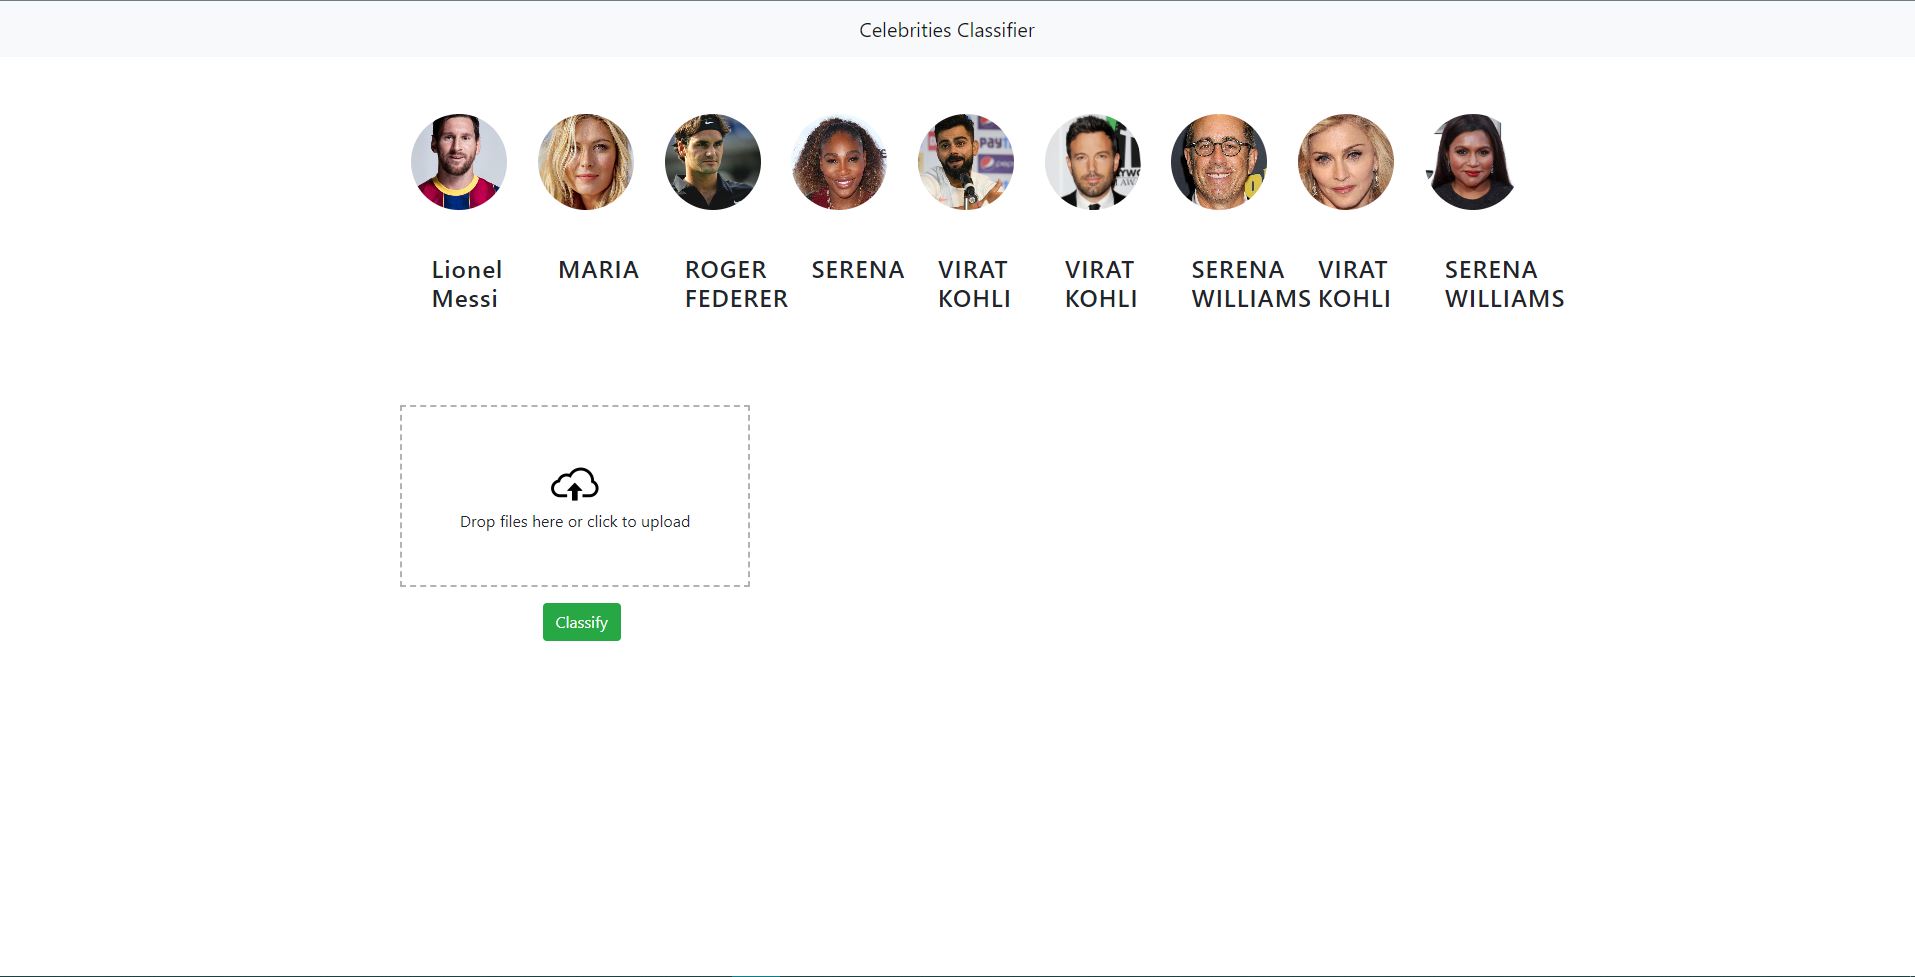 Celebrities Classifier
Lionel
Messi
MARIA
ROGER
FEDERER
SERENA
VIRAT
KOHLI
VIRAT
KOHLI
SERENA
WILLIAMS
VIRAT
KOHLI
SERENA
WILLIAMS
Drop files here or click to upload
Classify